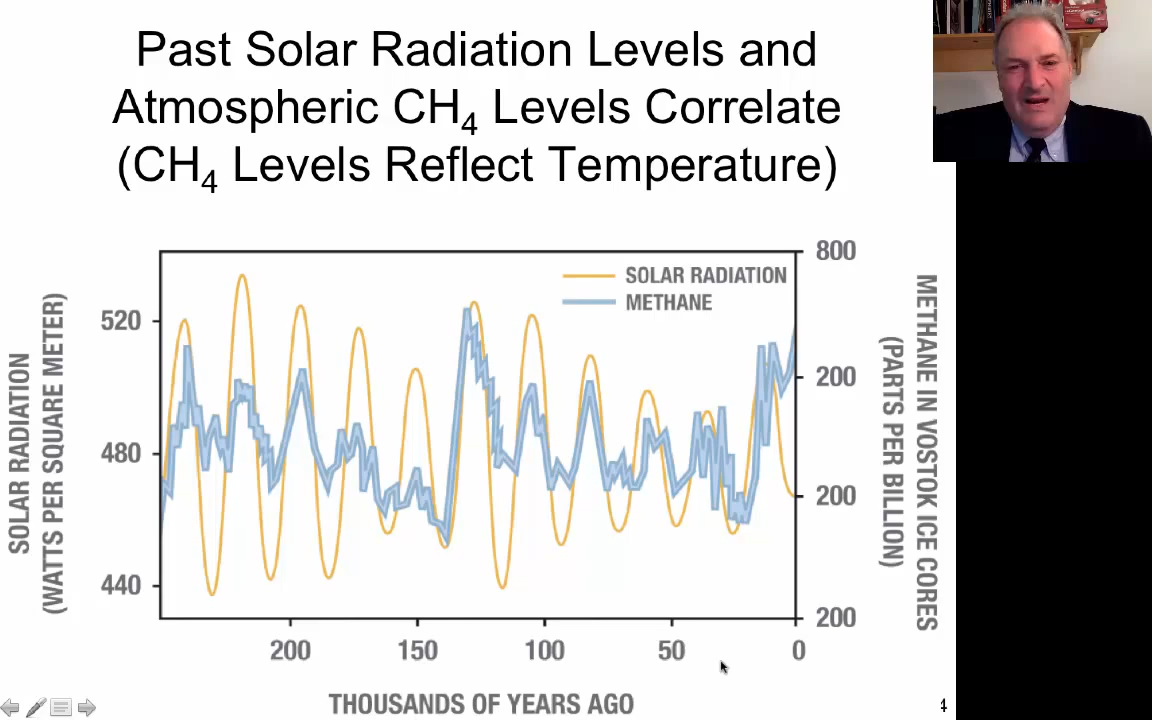 Past Solar Radiation Levels and
Atmospheric CH₄ Levels Correlate
(CH₄ Levels Reflect Temperature)
SOLAR RADIATION
METHANE
SOLAR RADIATION
(WATTS PER SQUARE METER)
520
480
440
800
200
200
200
METHANE IN VOSTOK ICE CORES
(PARTS PER BILLION)
200
150
100
50
0
THOUSANDS OF YEARS AGO
4